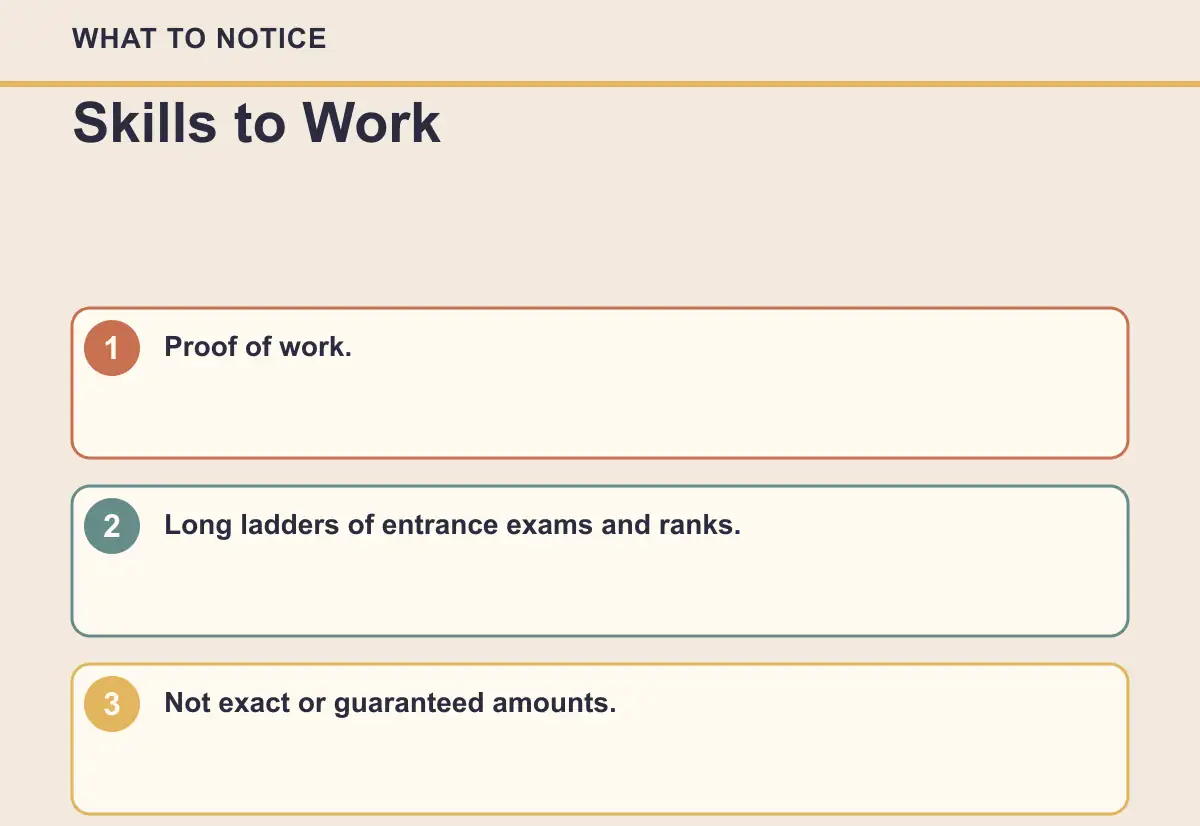 WHAT TO NOTICE
Skills to Work
1
Proof of work.
2
Long ladders of entrance exams and ranks.
3
Not exact or guaranteed amounts.